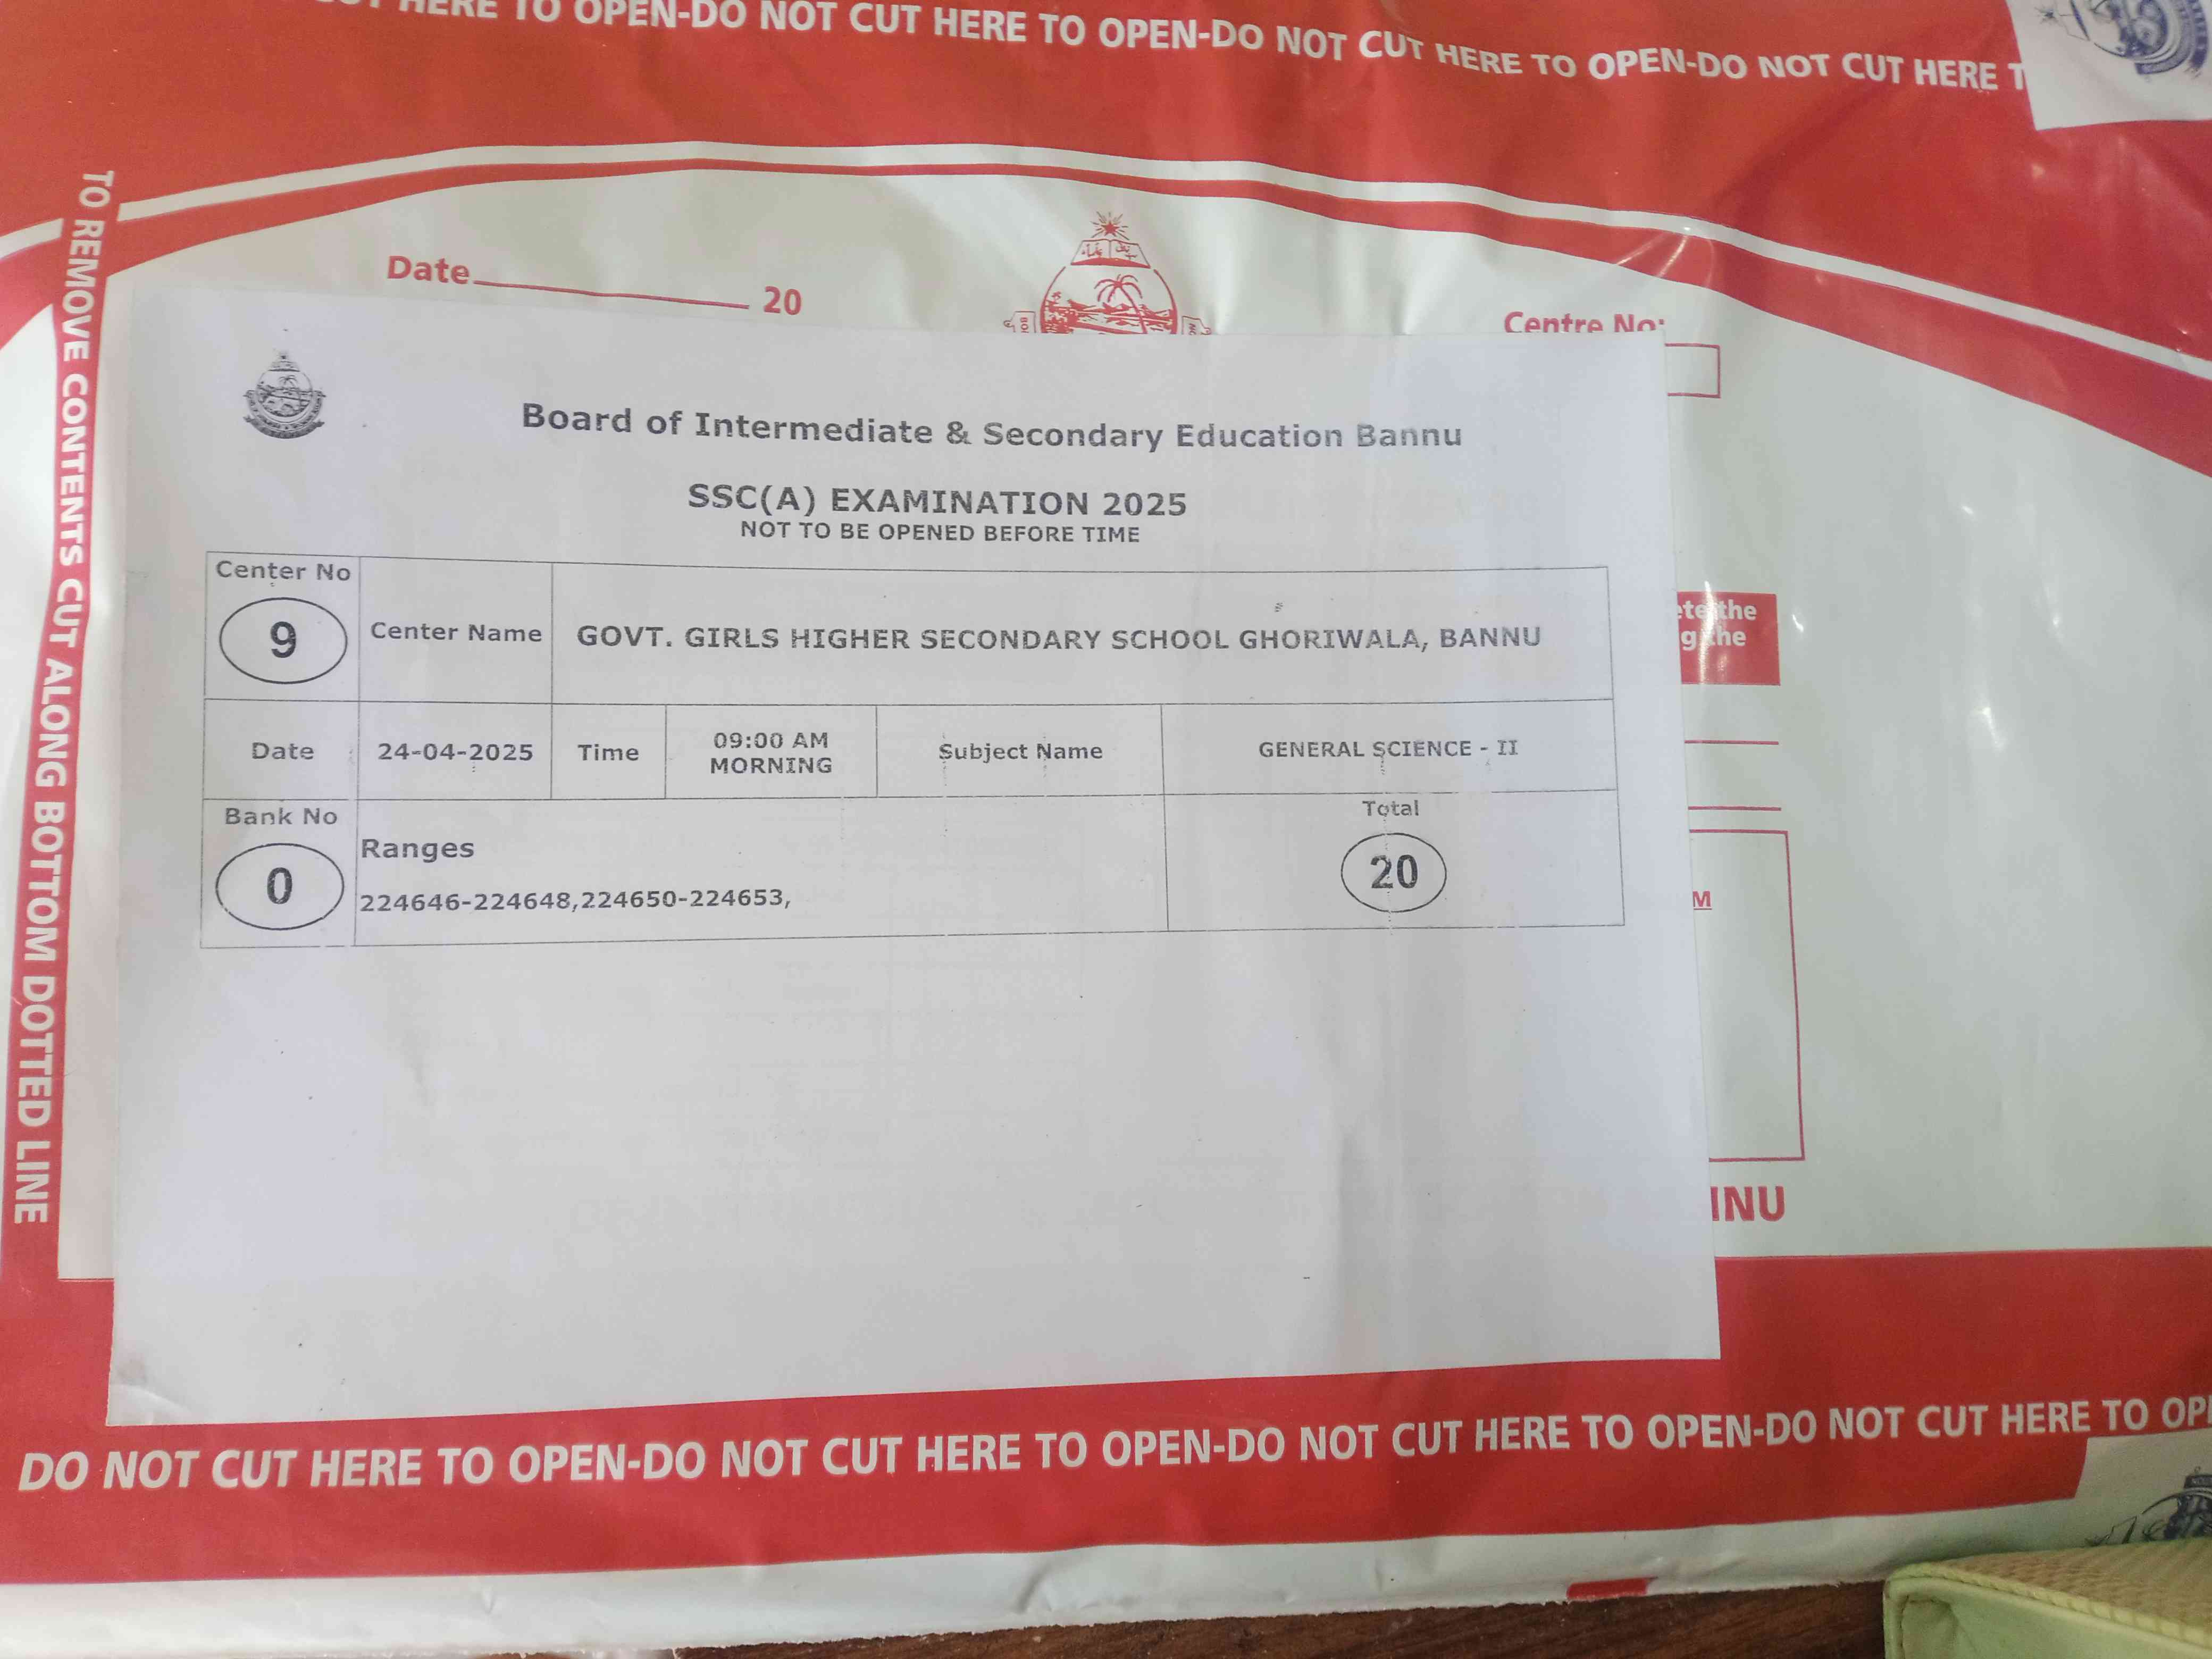 HERE TO OPEN-DO NOT CUT HERE TO OPEN-DO NOT CUT HERE TO OPEN-DO NOT CUT HERE T
TO REMOVE CONTENTS CUT ALONG BOTTOM DOTTED LINE
Date 20
Centre No:
Board of Intermediate & Secondary Education Bannu
SSC(A) EXAMINATION 2025
NOT TO BE OPENED BEFORE TIME
Center No
9
Center Name
GOVT. GIRLS HIGHER SECONDARY SCHOOL GHORIWALA, BANNU
Date
24-04-2025
Time
09:00 AM
MORNING
Subject Name
GENERAL SCIENCE - II
Bank No
0
Ranges
224646-224648,224650-224653,
Total
20
the
M
NU
DO NOT CUT HERE TO OPEN-DO NOT CUT HERE TO OPEN-DO NOT CUT HERE TO OPEN-DO NOT CUT HERE TO OP